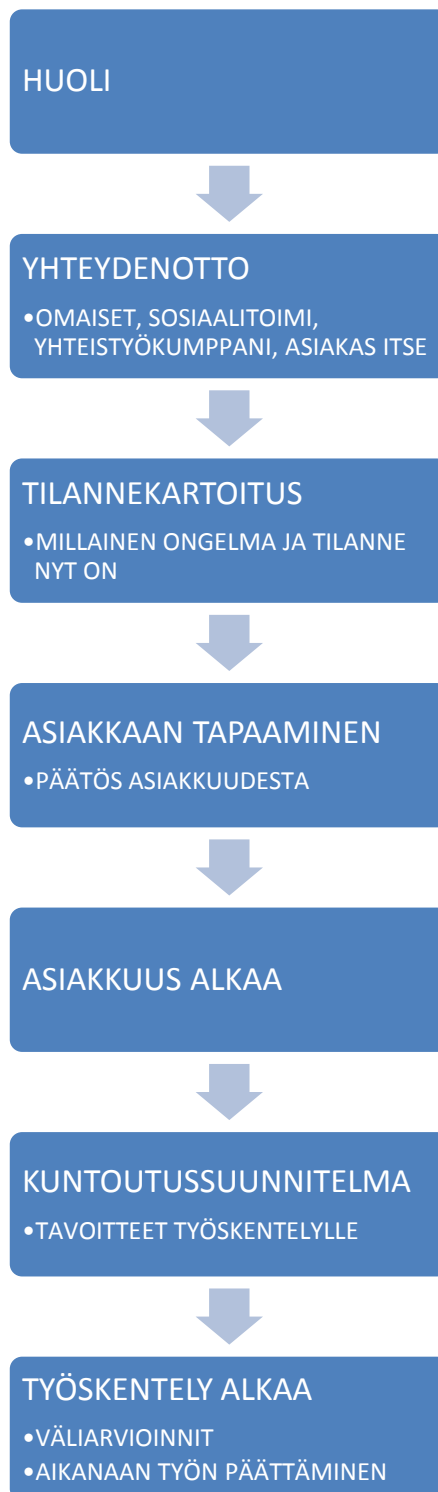 HUOLI
YHTEYDENOTTO
•OMAISET, SOSIAALITOIMI,
YHTEISTYÖKUMPPANI, ASIAKAS ITSE
TILANNEKARTOITUS
•MILLAINEN ONGELMA JA TILANNE
NYT ON
ASIAKKAAN TAPAAMINEN
•PÄÄTÖS ASIAKKUUDESTA
ASIAKKUUS ALKAA
KUNTOUTUSSUUNNITELMA
•TAVOITTEET TYÖSKENTELYLLE
TYÖSKENTELY ALKAA
•VÄLIARVIOINNIT
•AIKANAAN TYÖN PÄÄTTÄMINEN